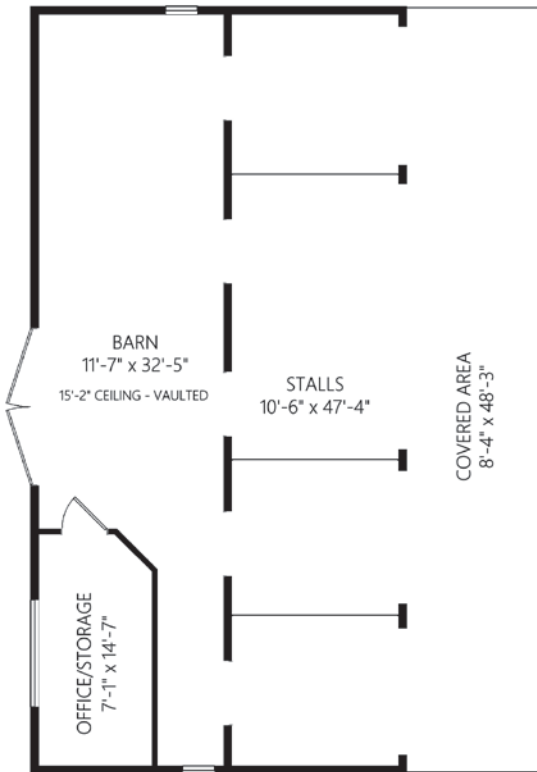 BARN
11'-7" x 32'-5"
15'-2" CEILING - VAULTED
STALLS
10'-6" x 47'-4"
COVERED AREA
8'-4" x 48'-3"
OFFICE/STORAGE
7'-1" x 14'-7"